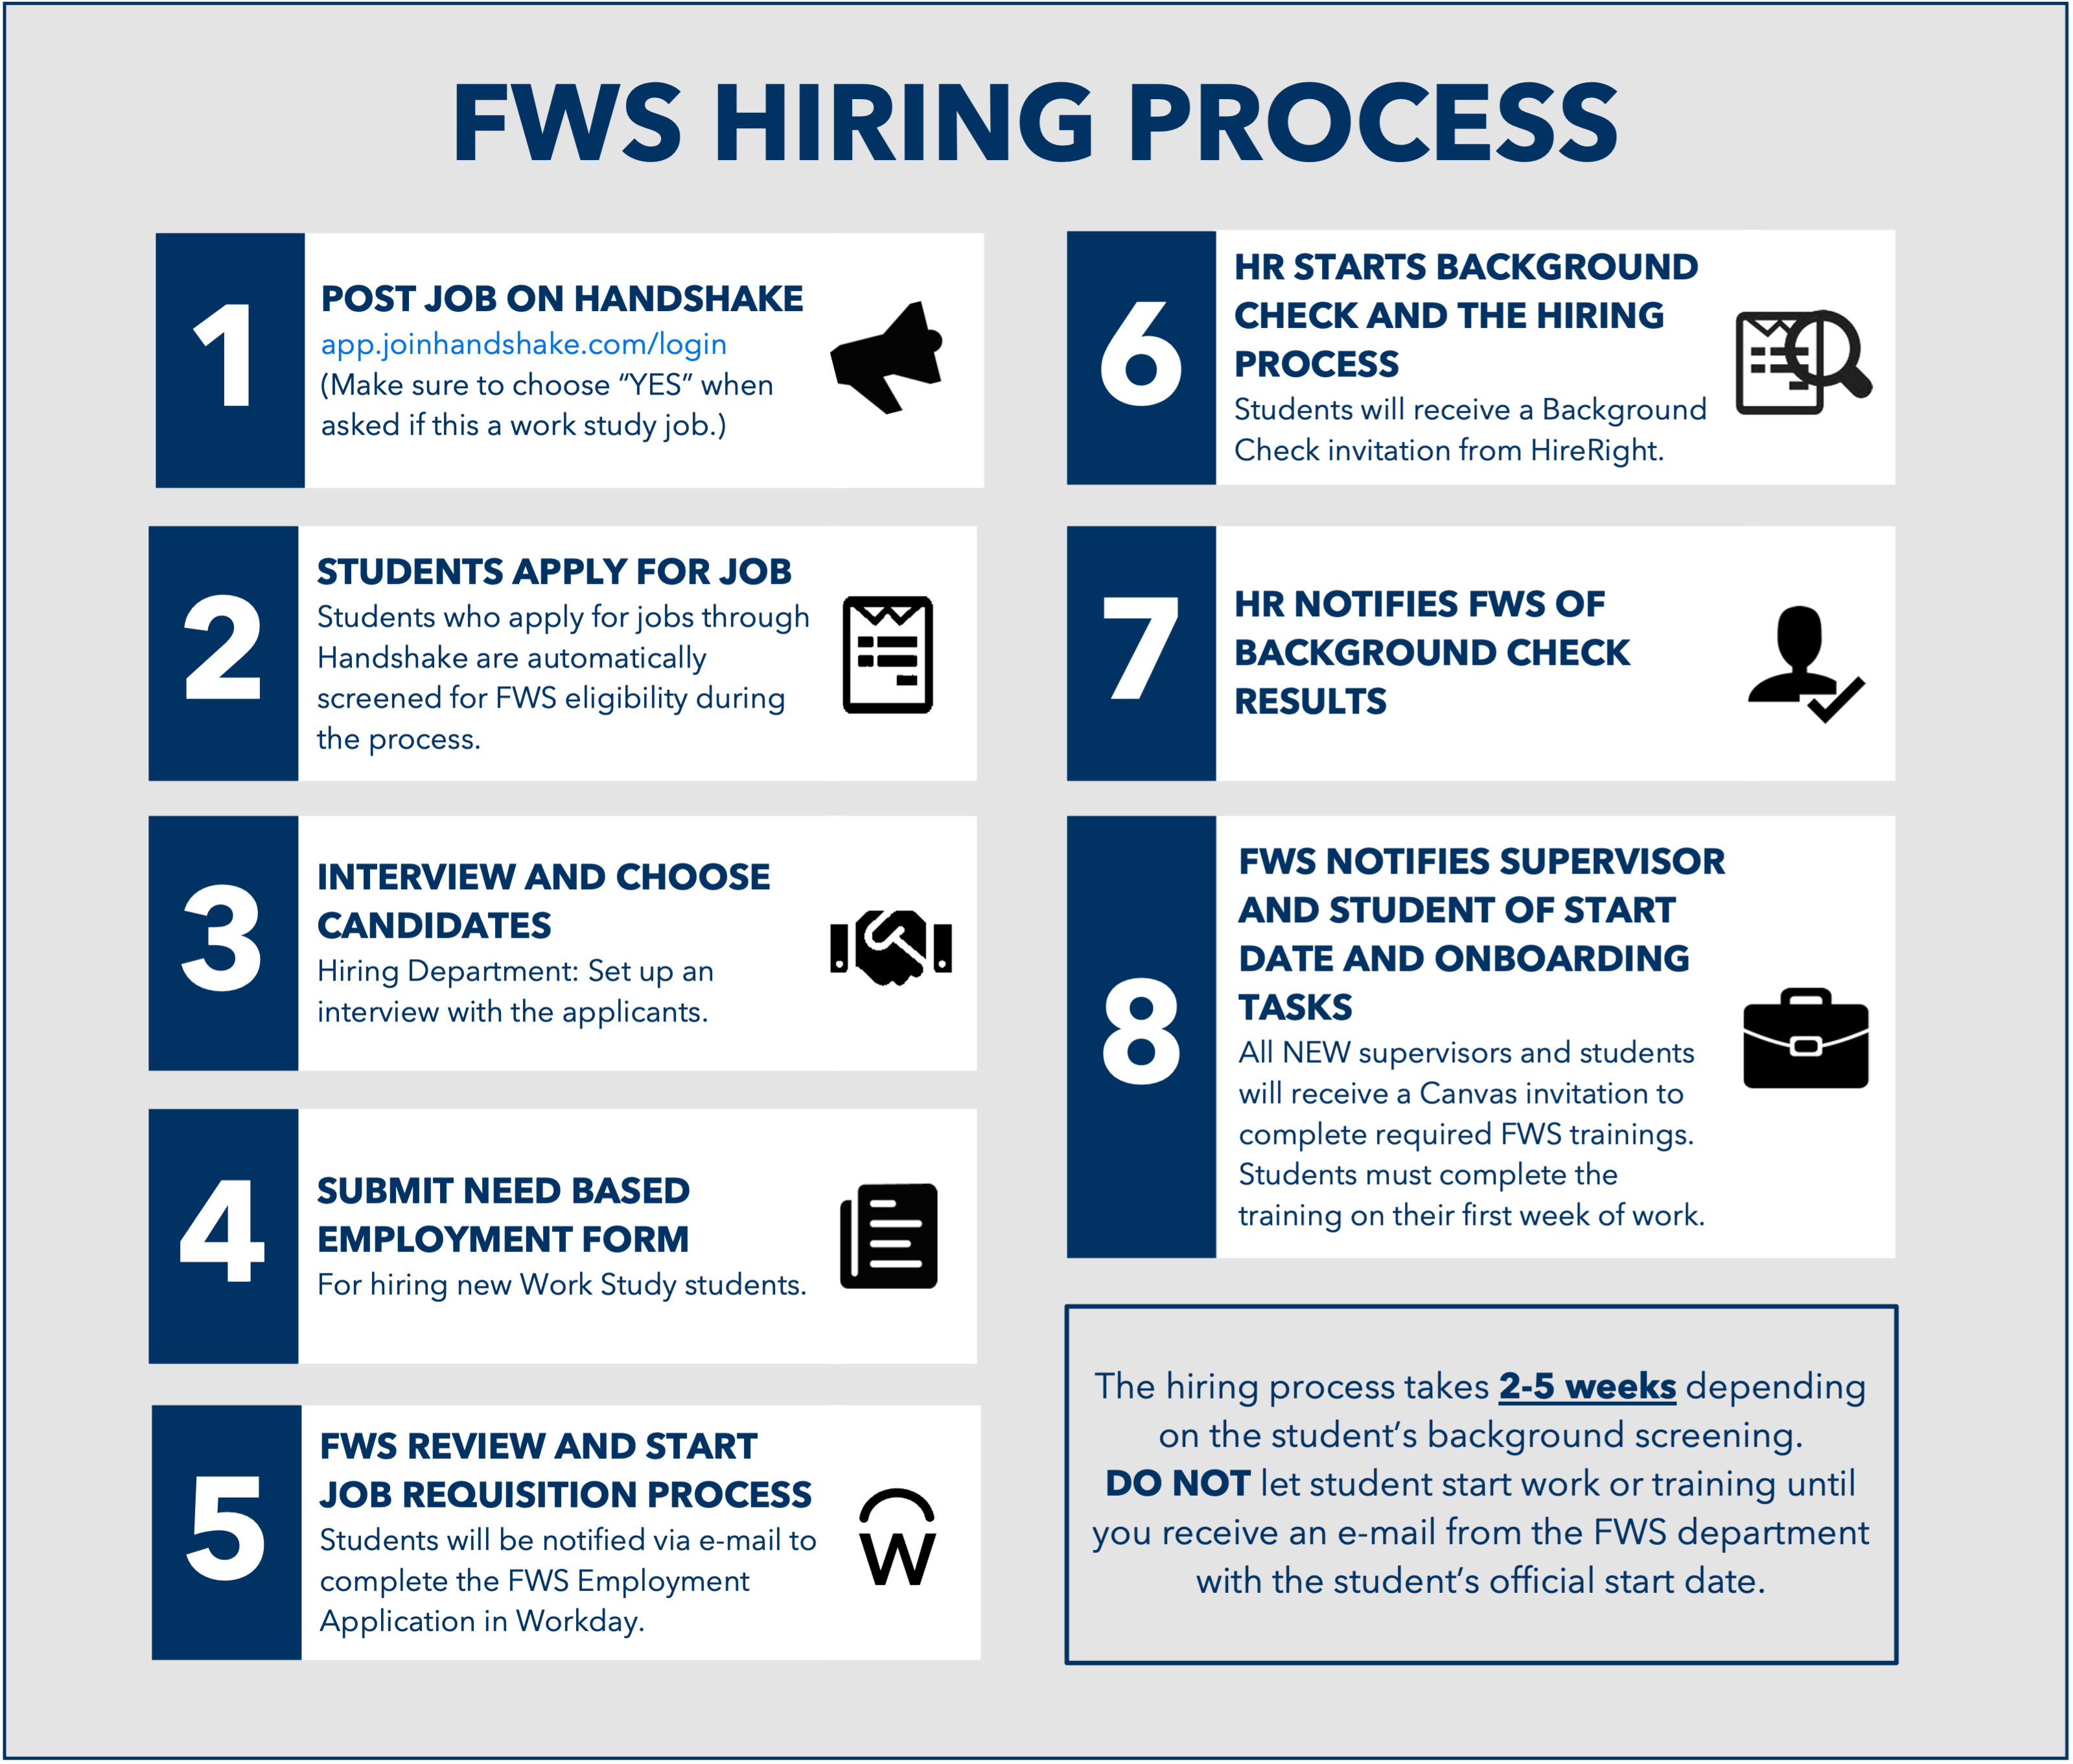 FWS HIRING PROCESS
1
POST JOB ON HANDSHAKE
app.joinhandshake.com/login
(Make sure to choose “YES” when
asked if this a work study job.)
2
STUDENTS APPLY FOR JOB
Students who apply for jobs through
Handshake are automatically
screened for FWS eligibility during
the process.
3
INTERVIEW AND CHOOSE
CANDIDATES
Hiring Department: Set up an
interview with the applicants.
4
SUBMIT NEED BASED
EMPLOYMENT FORM
For hiring new Work Study students.
5
FWS REVIEW AND START
JOB REQUISITION PROCESS
Students will be notified via e-mail to
complete the FWS Employment
Application in Workday.
W
6
HR STARTS BACKGROUND
CHECK AND THE HIRING
PROCESS
Students will receive a Background
Check invitation from HireRight.
7
HR NOTIFIES FWS OF
BACKGROUND CHECK
RESULTS
8
FWS NOTIFIES SUPERVISOR
AND STUDENT OF START
DATE AND ONBOARDING
TASKS
All NEW supervisors and students
will receive a Canvas invitation to
complete required FWS trainings.
Students must complete the
training on their first week of work.
The hiring process takes 2-5 weeks depending
on the student’s background screening.
DO NOT let student start work or training until
you receive an e-mail from the FWS department
with the student’s official start date.